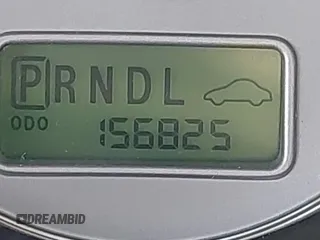 PRNDL
ODO
156825
DREAMBID